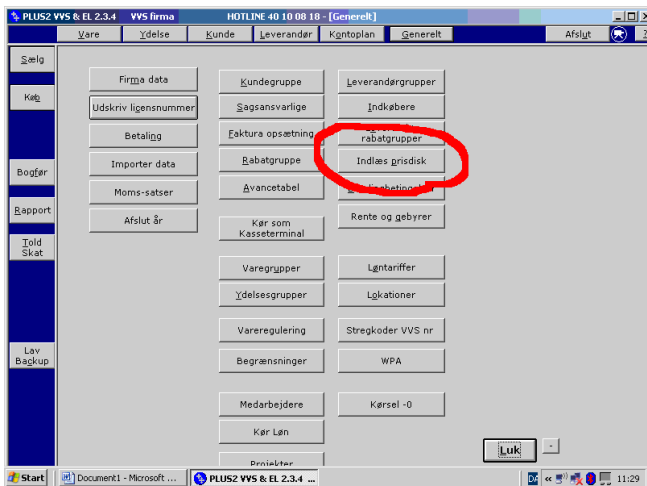 PLUS2 VVS & EL 2.3.4 VVS firma HOTLINE 40 10 08 18 - [Generelt]
Vare Ydelse Kunde Leverandør Kontoplan Generelt Afslut ?
Sælg
Køb
Bogfør
Rapport
Told
Skat
Lav
Backup
Firma data
Udskriv ligensnummer
Betaling
Importer data
Moms-satser
Afslut år
Kundegruppe
Sagsansvarlige
Faktura opsætning
Rabatgruppe
Avancetabel
Kør som
Kasseterminal
Varegrupper
Ydelsesgrupper
Vareregulering
Begrænsninger
Medarbejdere
Kør Løn
Projekter
Leverandørgrupper
Indkøbere
rabatgrupper
Indlæs prisdisk
Rente og gebyrer
Løntariffer
Lokationer
Stregkoder VVS nr
WPA
Kørsel -0
Luk -
Start Document1 - Microsoft ... PLUS2 VVS & EL 2.3.4 ... DA « 11:29